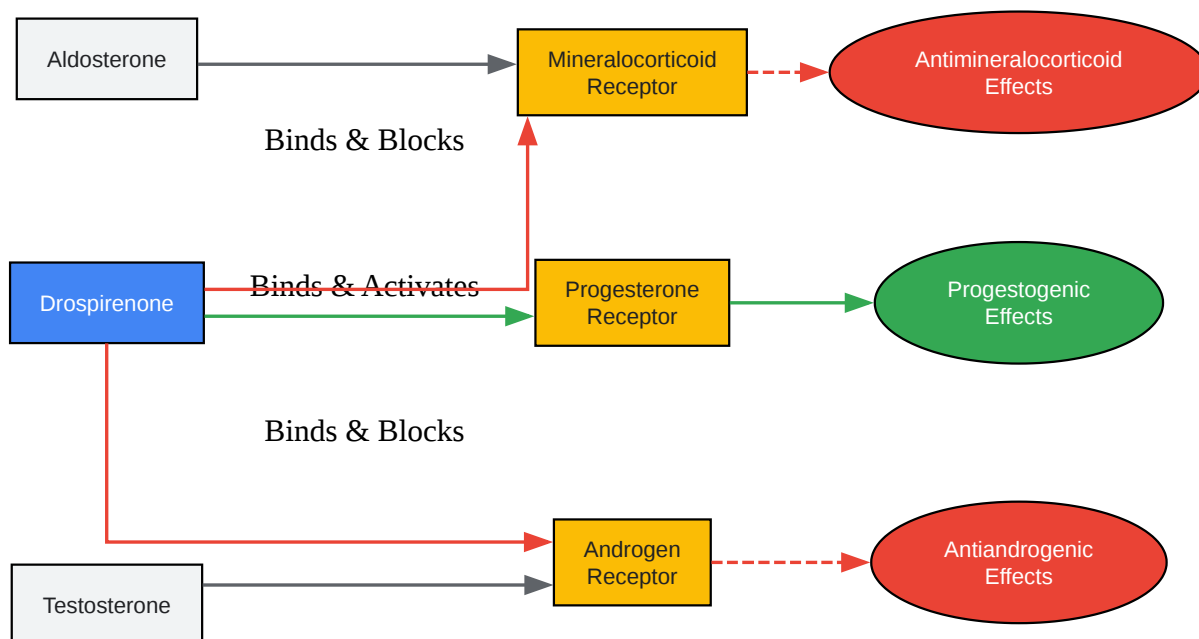 Aldosterone
Mineralocorticoid
Receptor
Antimineralocorticoid
Effects
Binds & Blocks
Drospirenone
Binds & Activates
Progesterone
Receptor
Progestogenic
Effects
Binds & Blocks
Androgen
Receptor
Antiandrogenic
Effects
Testosterone